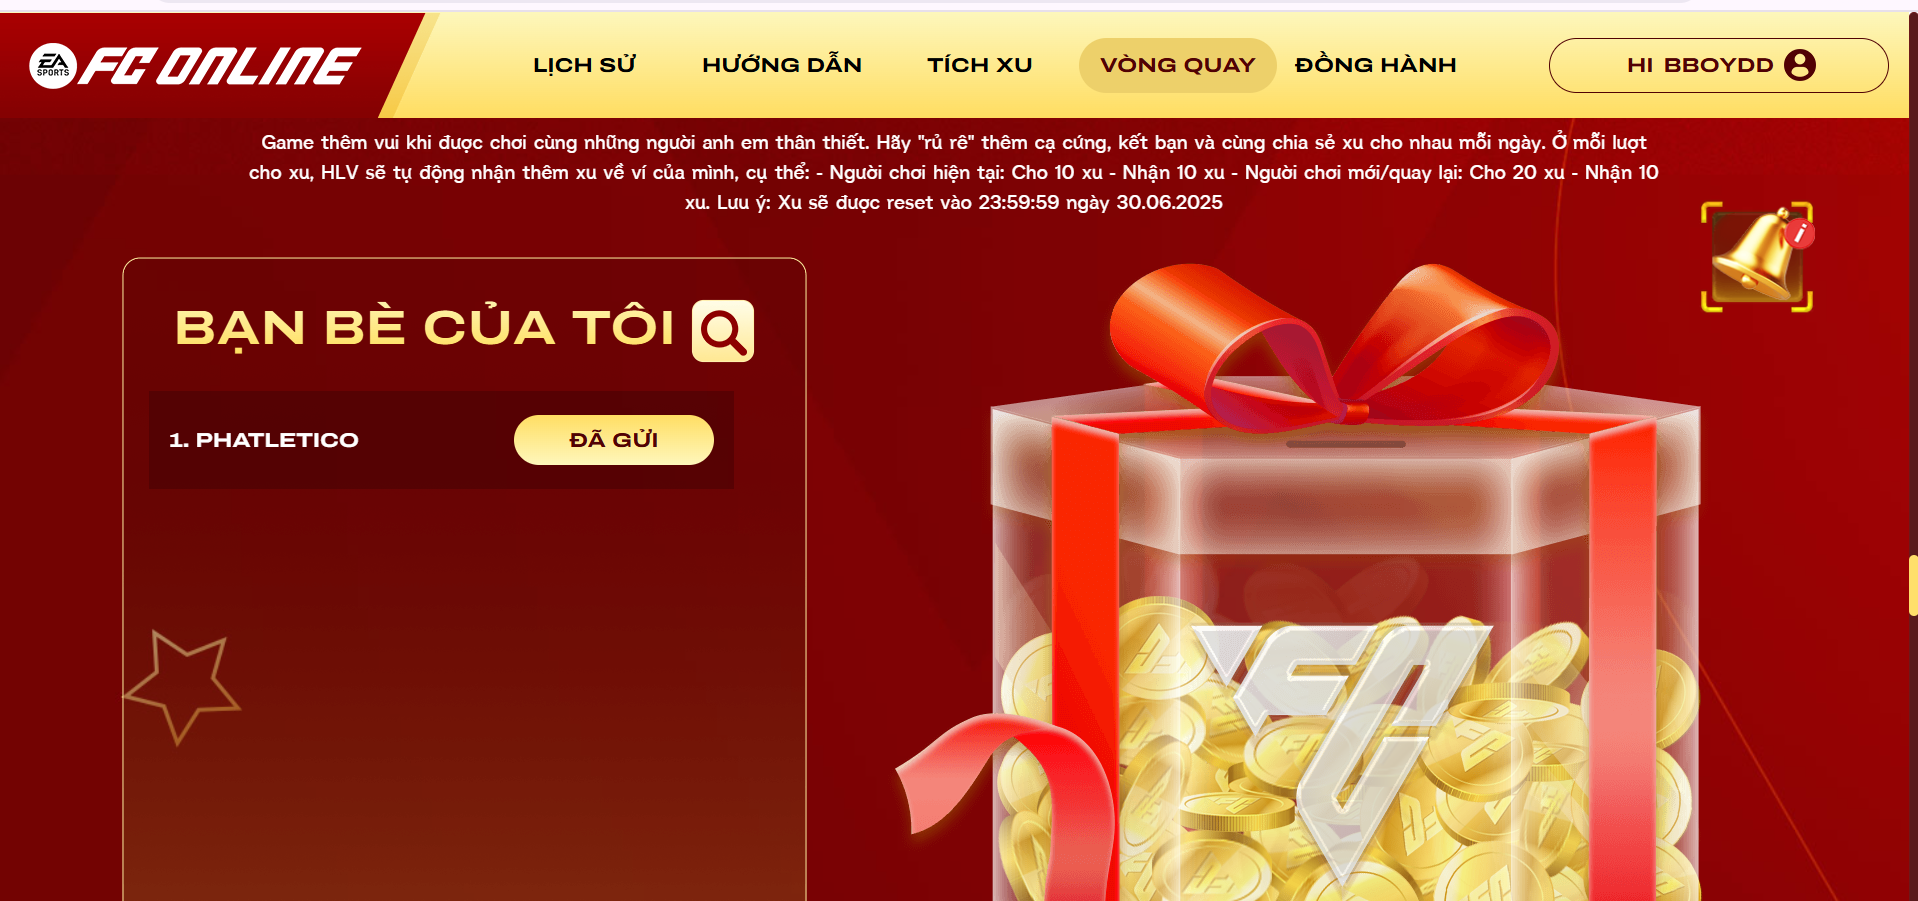 EA SPORTS FC ONLINE
LỊCH SỬ
HƯỚNG DẪN
TÍCH XU
VÒNG QUAY
ĐỒNG HÀNH
HI BBOYDD
Game thêm vui khi được chơi cùng những người anh em thân thiết. Hãy "rủ rê" thêm cạ cứng, kết bạn và cùng chia sẻ xu cho nhau mỗi ngày. Ở mỗi lượt
cho xu, HLV sẽ tự động nhận thêm xu về ví của mình, cụ thể: - Người chơi hiện tại: Cho 10 xu - Nhận 10 xu - Người chơi mới/quay lại: Cho 20 xu - Nhận 10
xu. Lưu ý: Xu sẽ được reset vào 23:59:59 ngày 30.06.2025
i
BẠN BÈ CỦA TÔI
1. PHATLETICO
ĐÃ GỬI